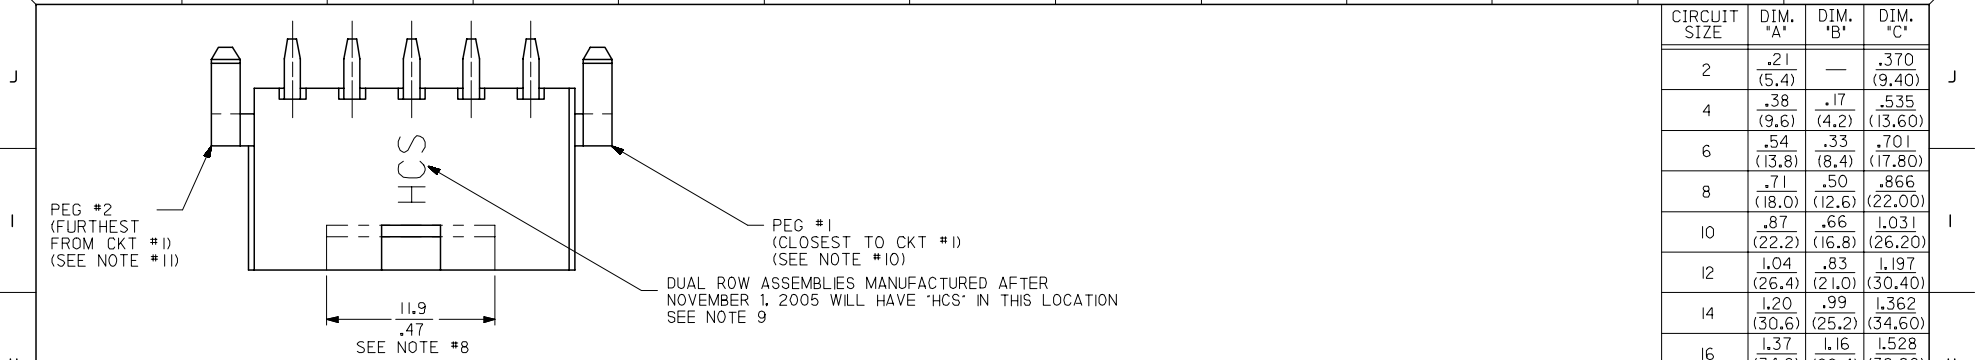 J
I
HCS
PEG #2
(FURTHEST
FROM CKT #1)
(SEE NOTE #11)
PEG #1
(CLOSEST TO CKT #1)
(SEE NOTE #10)
DUAL ROW ASSEMBLIES MANUFACTURED AFTER
NOVEMBER 1, 2005 WILL HAVE "HCS" IN THIS LOCATION
SEE NOTE 9
11.9
.47
SEE NOTE #8
CIRCUIT SIZE DIM. "A" DIM. "B" DIM. "C"
2 .21 — .370
(5.4) (9.40)
4 .38 .17 .535
(9.6) (4.2) (13.60)
6 .54 .33 .701
(13.8) (8.4) (17.80)
8 .71 .50 .866
(18.0) (12.6) (22.00)
10 .87 .66 1.031
(22.2) (16.8) (26.20)
12 1.04 .83 1.197
(26.4) (21.0) (30.40)
14 1.20 .99 1.362
(30.6) (25.2) (34.60)
16 1.37 1.16 1.528
J
I